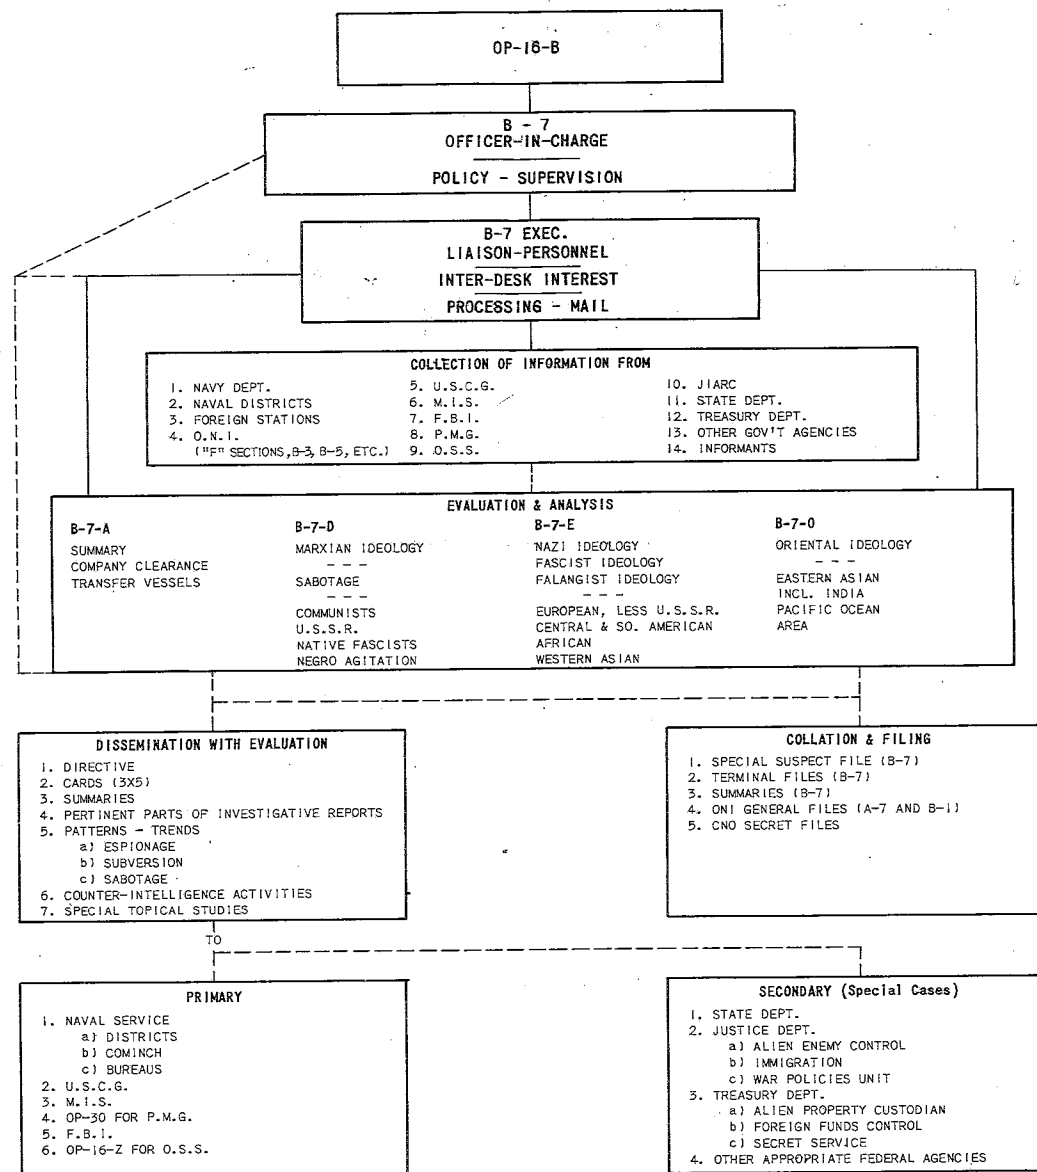 OP-16-B
B - 7
OFFICER-IN-CHARGE
POLICY - SUPERVISION
B-7 EXEC.
LIAISON-PERSONNEL
INTER-DESK INTEREST
PROCESSING - MAIL
COLLECTION OF INFORMATION FROM
1. NAVY DEPT.
2. NAVAL DISTRICTS
3. FOREIGN STATIONS
4. O.N.I.
("F" SECTIONS, B-3, B-5, ETC.)
5. U.S.C.G.
6. M.I.S.
7. F.B.I.
8. P.M.G.
9. O.S.S.
10. JIARC
11. STATE DEPT.
12. TREASURY DEPT.
13. OTHER GOV'T AGENCIES
14. INFORMANTS
EVALUATION & ANALYSIS
B-7-A
SUMMARY
COMPANY CLEARANCE
TRANSFER VESSELS
B-7-D
MARXIAN IDEOLOGY
- - -
SABOTAGE
- - -
COMMUNISTS
U.S.S.R.
NATIVE FASCISTS
NEGRO AGITATION
B-7-E
NAZI IDEOLOGY
FASCIST IDEOLOGY
FALANGIST IDEOLOGY
- - -
EUROPEAN, LESS U.S.S.R.
CENTRAL & SO. AMERICAN
AFRICAN
WESTERN ASIAN
B-7-O
ORIENTAL IDEOLOGY
- - -
EASTERN ASIAN
INCL. INDIA
PACIFIC OCEAN
AREA
DISSEMINATION WITH EVALUATION
1. DIRECTIVE
2. CARDS (3X5)
3. SUMMARIES
4. PERTINENT PARTS OF INVESTIGATIVE REPORTS
5. PATTERNS - TRENDS
a) ESPIONAGE
b) SUBVERSION
c) SABOTAGE
6. COUNTER-INTELLIGENCE ACTIVITIES
7. SPECIAL TOPICAL STUDIES
COLLATION & FILING
1. SPECIAL SUSPECT FILE (B-7)
2. TERMINAL FILES (B-7)
3. SUMMARIES (B-7)
4. ONI GENERAL FILES (A-7 AND B-1)
5. CNO SECRET FILES
TO
PRIMARY
1. NAVAL SERVICE
a) DISTRICTS
b) COMINCH
c) BUREAUS
2. U.S.C.G.
3. M.I.S.
4. OP-30 FOR P.M.G.
5. F.B.I.
6. OP-16-Z FOR O.S.S.
SECONDARY (Special Cases)
1. STATE DEPT.
2. JUSTICE DEPT.
a) ALIEN ENEMY CONTROL
b) IMMIGRATION
c) WAR POLICIES UNIT
3. TREASURY DEPT.
a) ALIEN PROPERTY CUSTODIAN
b) FOREIGN FUNDS CONTROL
c) SECRET SERVICE
4. OTHER APPROPRIATE FEDERAL AGENCIES